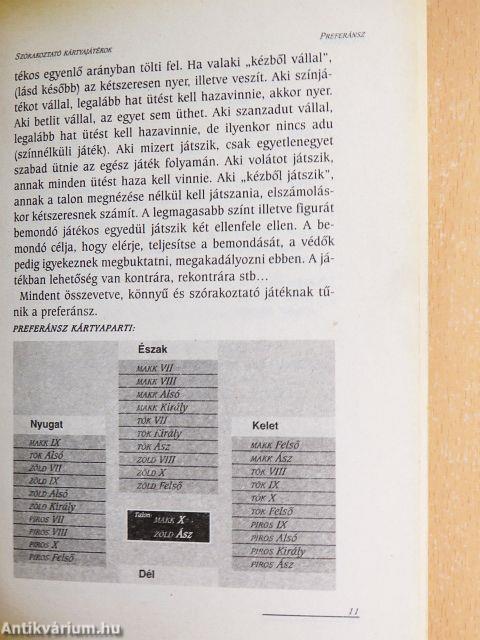 SZÓRAKOZTATÓ KÁRTYAJÁTÉKOK
PREFERÁNSZ
tékos egyenlő arányban tölti fel. Ha valaki „kézből vállal",
(lásd később) az kétszeresen nyer, illetve veszít. Aki színjá-
tékot vállal, legalább hat ütést kell hazavinnie, akkor nyer.
Aki betlit vállal, az egyet sem üthet. Aki szanzadut vállal,
legalább hat ütést kell hazavinnie, de ilyenkor nincs adu
(színnélküli játék). Aki mizert játszik, csak egyetlenegyet
szabad ütnie az egész játék folyamán. Aki volátot játszik,
annak minden ütést haza kell vinnie. Aki „kézből játszik",
annak a talon megnézése nélkül kell játszania, elszámolás-
kor kétszeresnek számít. A legmagasabb színt illetve figurát
bemondó játékos egyedül játszik két ellenfele ellen. A be-
mondó célja, hogy elérje, teljesítse a bemondását, a védők
pedig igyekeznek megbuktatni, megakadályozni ebben. A já-
tékban lehetőség van kontrára, rekontrára stb...
Mindent összevetve, könnyű és szórakoztató játéknak tű-
nik a preferánsz.
PREFERÁNSZ KÁRTYAPARTI:
Észak
MAKK VII
MAKK VIII
MAKK Alsó
MAKK Király
TÖK VII
TÖK Király
TÖK Ász
ZÖLD VIII
ZÖLD X
ZÖLD Felső
Nyugat
MAKK IX
TÖK Alsó
ZÖLD VII
ZÖLD IX
ZÖLD Alsó
ZÖLD Király
PIROS VII
PIROS VIII
PIROS X
PIROS Felső
Kelet
MAKK Felső
MAKK Ász
TÖK VIII
TÖK IX
TÖK X
TÖK Felső
PIROS IX
PIROS Alsó
PIROS Király
PIROS Ász
Talon:
MAKK X
ZÖLD Ász
Dél
11
Antikvárium.hu